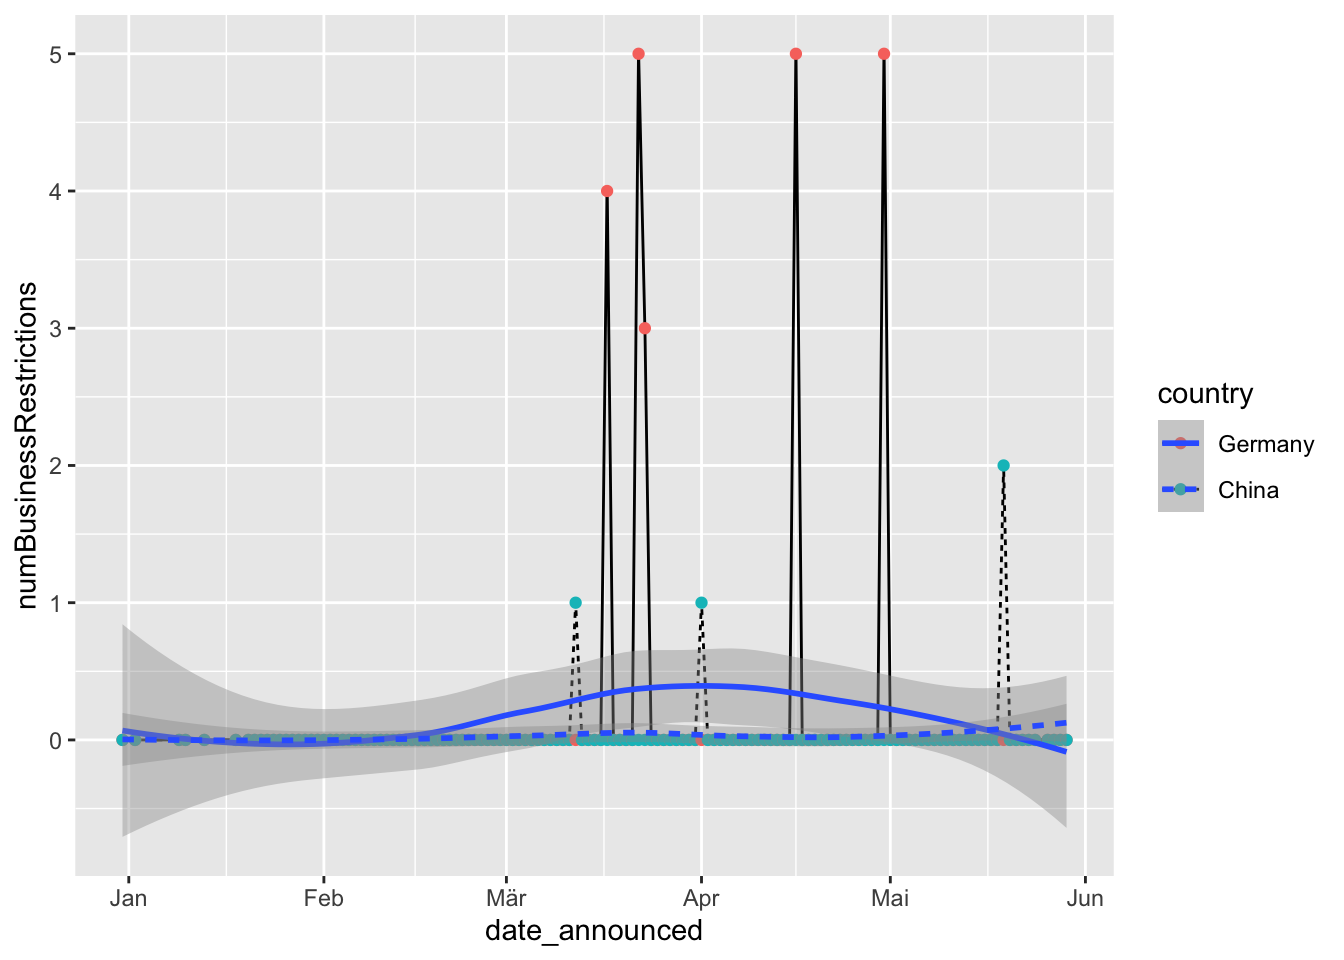 5
4
3
2
1
0
numBusinessRestrictions
Jan Feb Mär Apr Mai Jun
date_announced
country
Germany
China